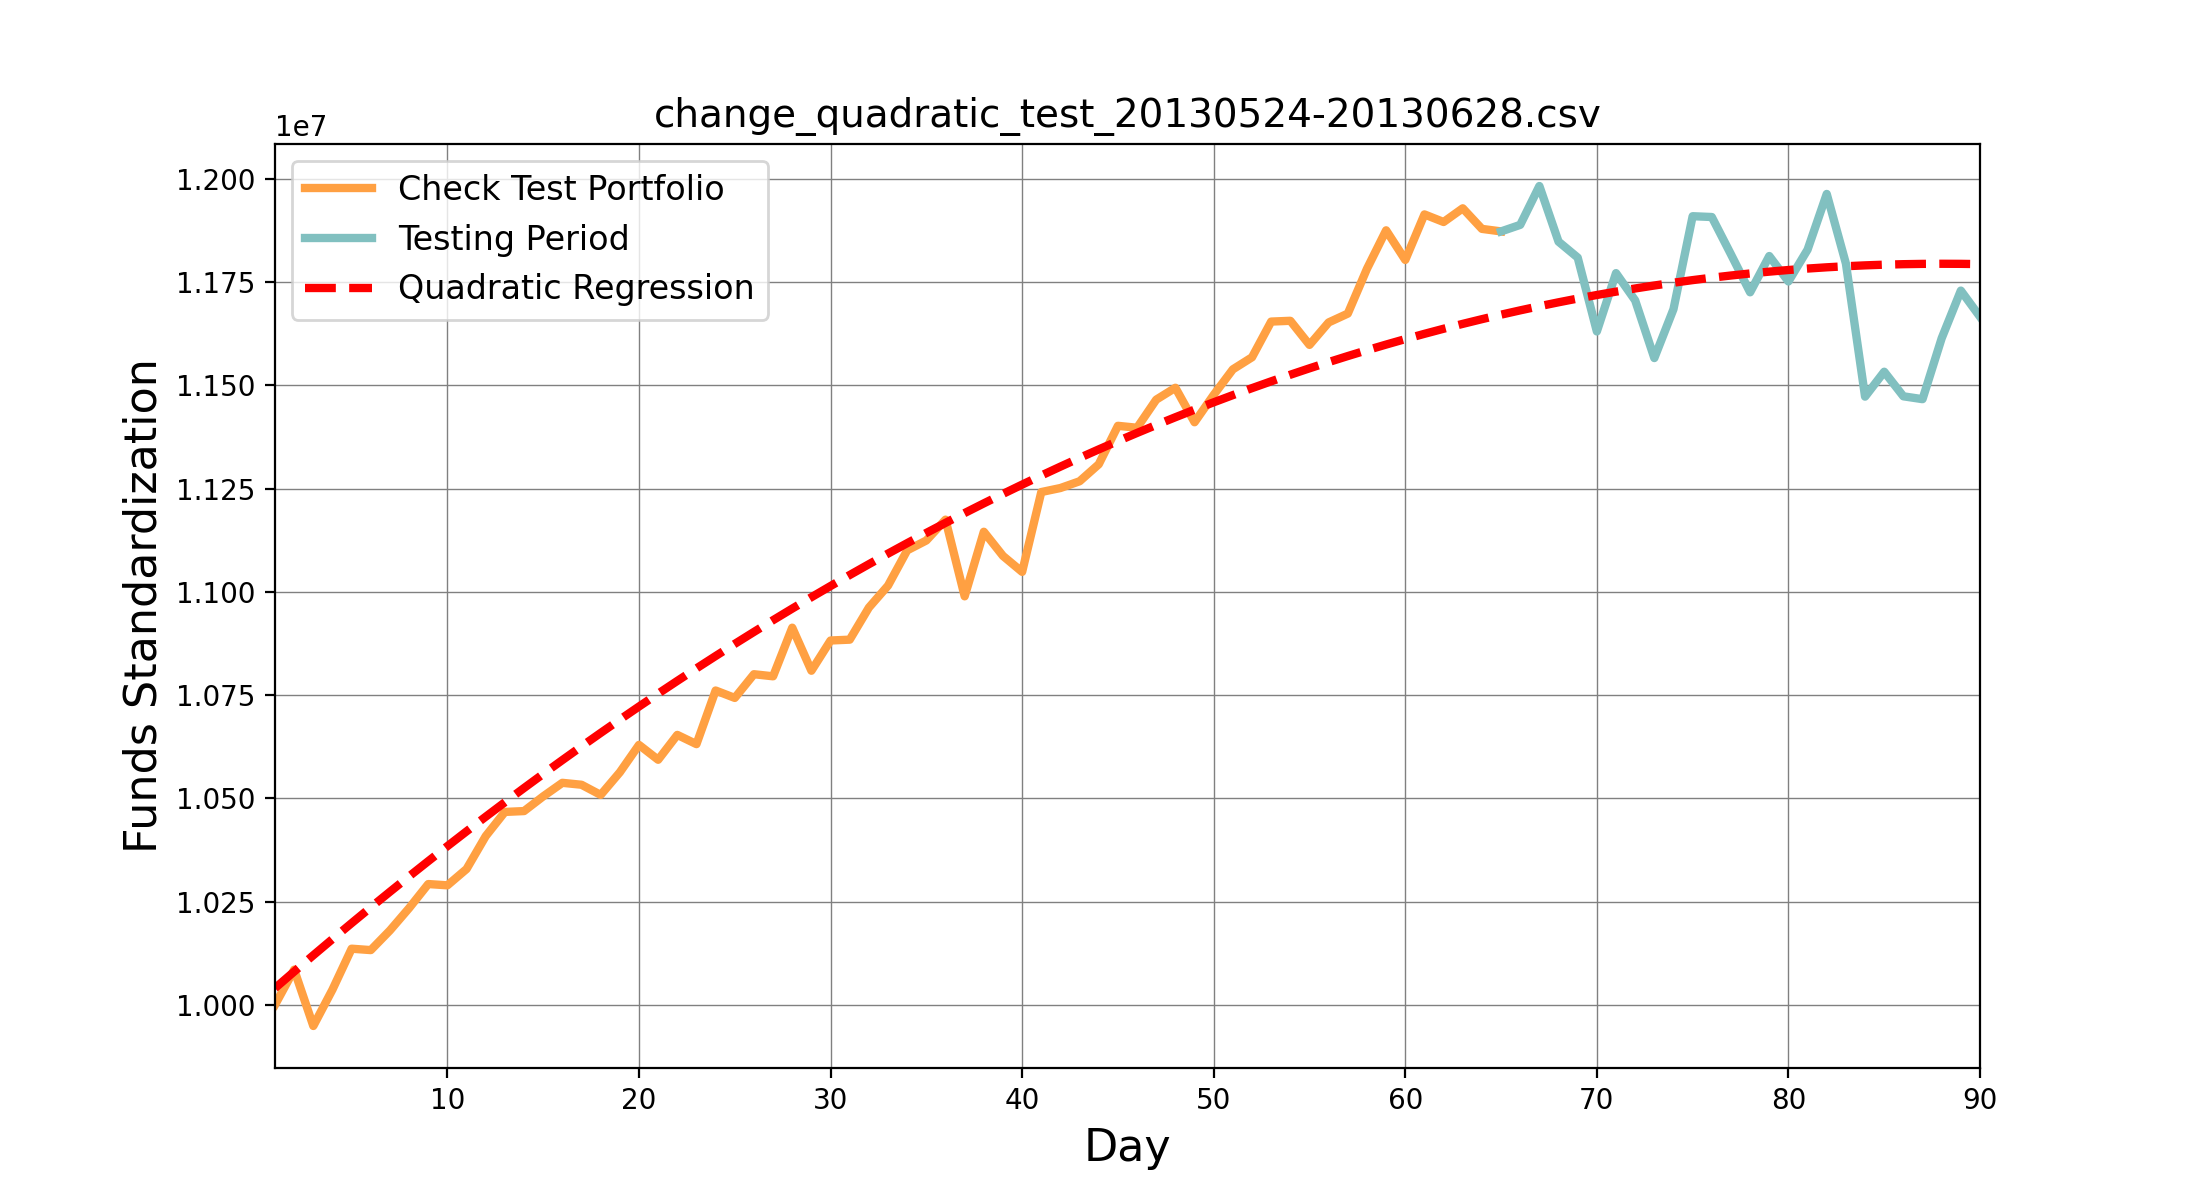 change_quadratic_test_20130524-20130628.csv
1e7
Check Test Portfolio
Testing Period
Quadratic Regression
1.200
1.175
1.150
1.125
1.100
1.075
1.050
1.025
1.000
Funds Standardization
10 20 30 40 50 60 70 80 90
Day